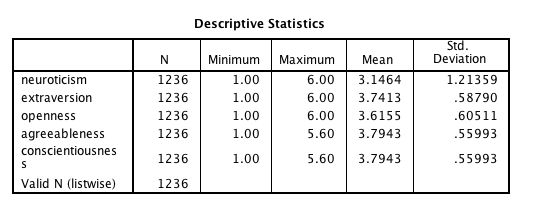 Descriptive Statistics
N Minimum Maximum Mean Std. Deviation
neuroticism 1236 1.00 6.00 3.1464 1.21359
extraversion 1236 1.00 6.00 3.7413 .58790
openness 1236 1.00 6.00 3.6155 .60511
agreeableness 1236 1.00 5.60 3.7943 .55993
conscientiousnes
s 1236 1.00 5.60 3.7943 .55993
Valid N (listwise) 1236